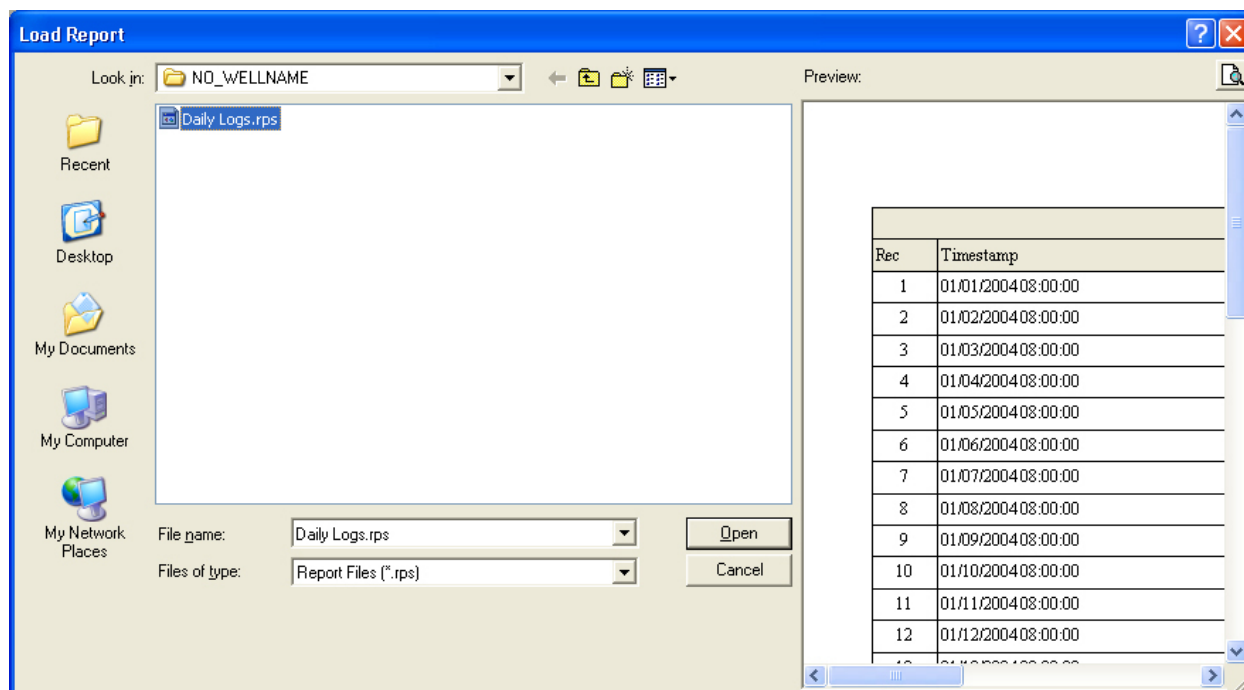 Load Report
Look in:
NO_WELLNAME
Preview:
Daily Logs.rps
Recent
Desktop
My Documents
My Computer
My Network
Places
File name:
Daily Logs.rps
Open
Files of type:
Report Files (*.rps)
Cancel
Rec Timestamp
1 01/01/2004 08:00:00
2 01/02/2004 08:00:00
3 01/03/2004 08:00:00
4 01/04/2004 08:00:00
5 01/05/2004 08:00:00
6 01/06/2004 08:00:00
7 01/07/2004 08:00:00
8 01/08/2004 08:00:00
9 01/09/2004 08:00:00
10 01/10/2004 08:00:00
11 01/11/2004 08:00:00
12 01/12/2004 08:00:00